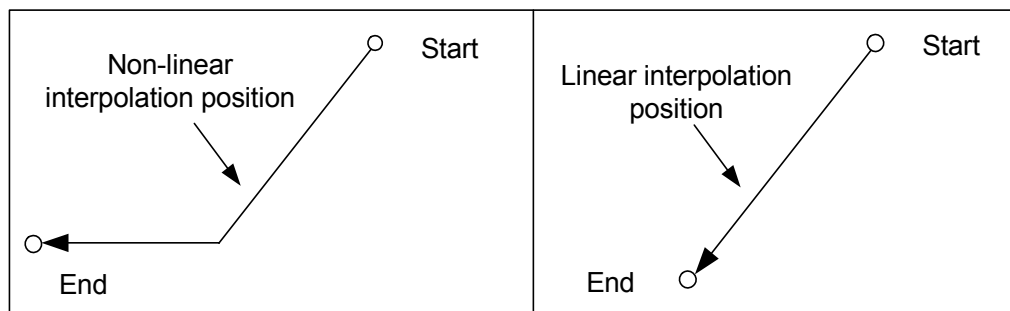 Start
Non-linear
interpolation position
End
Start
Linear interpolation
position
End